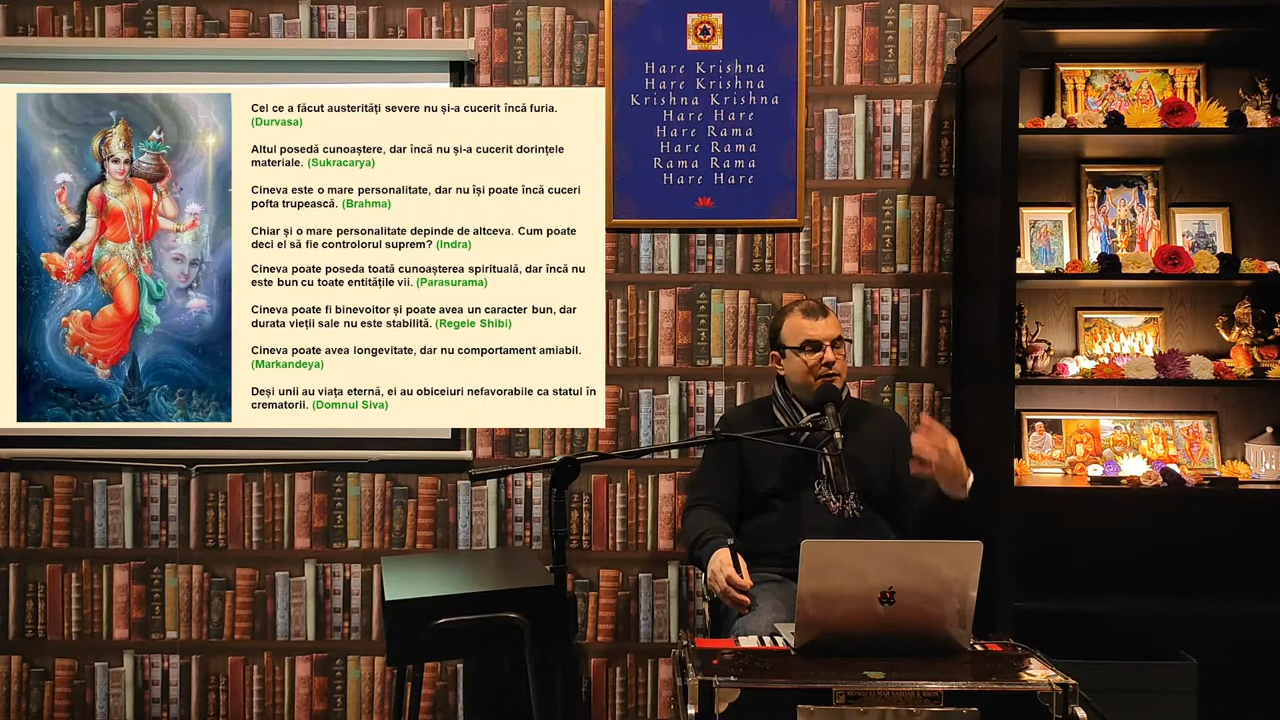 Cel ce a făcut austerități severe nu și-a cucerit încă furia.
(Durvasa)
Altul posedă cunoaștere, dar încă nu și-a cucerit dorințele
materiale. (Sukracarya)
Cineva este o mare personalitate, dar nu își poate încă cuceri
pofta trupească. (Brahma)
Chiar și o mare personalitate depinde de altceva. Cum poate
deci el să fie controlorul suprem? (Indra)
Cineva poate poseda toată cunoașterea spirituală, dar încă nu
este bun cu toate entitățile vii. (Parasurama)
Cineva poate fi binevoitor și poate avea un caracter bun, dar
durata vieții sale nu este stabilită. (Regele Shibi)
Cineva poate avea longevitate, dar nu comportament amiabil.
(Markandeya)
Deși unii au viața eternă, ei au obiceiuri nefavorabile ca statul în
crematorii. (Domnul Siva)
Hare Krishna
Hare Krishna
Krishna Krishna
Hare Hare
Hare Rama
Hare Rama
Rama Rama
Hare Hare